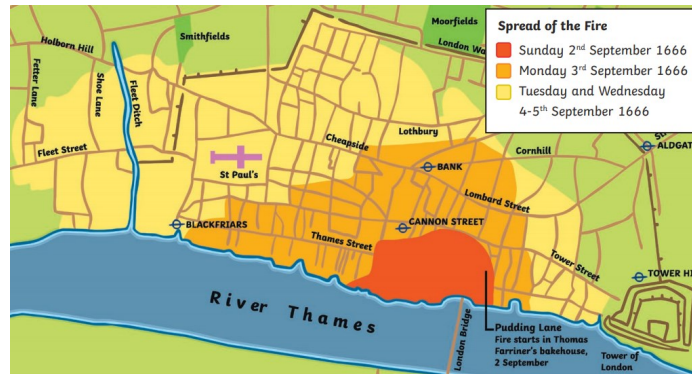 Spread of the Fire
Sunday 2nd September 1666
Monday 3rd September 1666
Tuesday and Wednesday
4-5th September 1666
Moorfields
London Wa
Smithfields
Holborn Hill
Fetter Lane
Shoe Lane
Fleet Ditch
Fleet Street
St Paul's
Cheapside
Lothbury
Cornhill
ALDGAT
BANK
Lombard Street
CANNON STREET
BLACKFRIARS
Thames Street
Tower Street
TOWER HI
River Thames
London Bridge
Pudding Lane
Fire starts in Thomas
Farriner's bakehouse,
2 September
Tower of
London